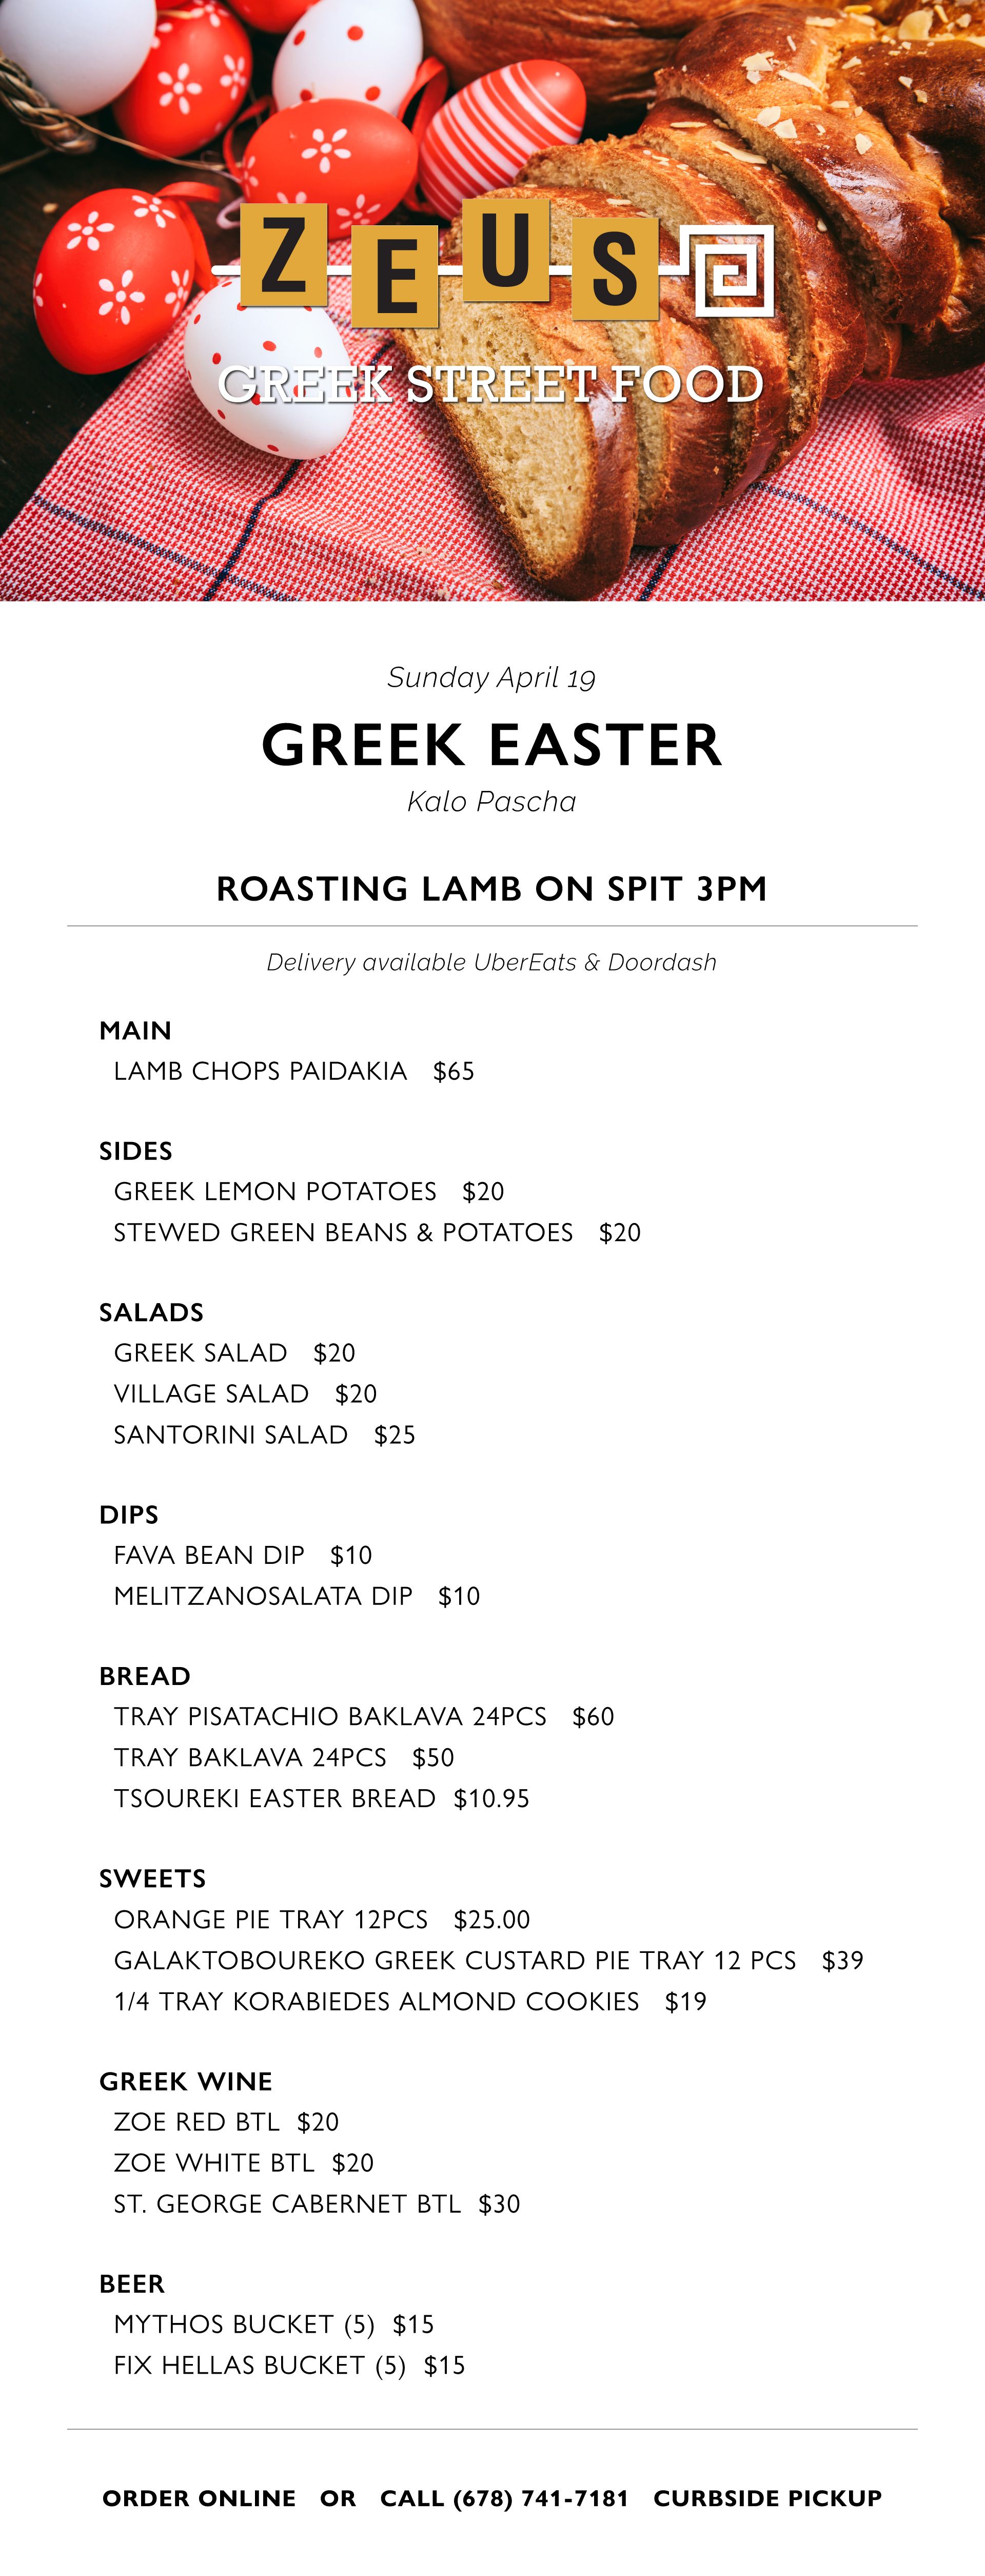 ZEUS
GREEK STREET FOOD
Sunday April 19
GREEK EASTER
Kalo Pascha
ROASTING LAMB ON SPIT 3PM
Delivery available UberEats & Doordash
MAIN
LAMB CHOPS PAIDAKIA $65
SIDES
GREEK LEMON POTATOES $20
STEWED GREEN BEANS & POTATOES $20
SALADS
GREEK SALAD $20
VILLAGE SALAD $20
SANTORINI SALAD $25
DIPS
FAVA BEAN DIP $10
MELITZANOSALATA DIP $10
BREAD
TRAY PISATACHIO BAKLAVA 24PCS $60
TRAY BAKLAVA 24PCS $50
TSOUREKI EASTER BREAD $10.95
SWEETS
ORANGE PIE TRAY 12PCS $25.00
GALAKTOBOUREKO GREEK CUSTARD PIE TRAY 12 PCS $39
1/4 TRAY KORABIEDES ALMOND COOKIES $19
GREEK WINE
ZOE RED BTL $20
ZOE WHITE BTL $20
ST. GEORGE CABERNET BTL $30
BEER
MYTHOS BUCKET (5) $15
FIX HELLAS BUCKET (5) $15
ORDER ONLINE OR CALL (678) 741-7181 CURBSIDE PICKUP